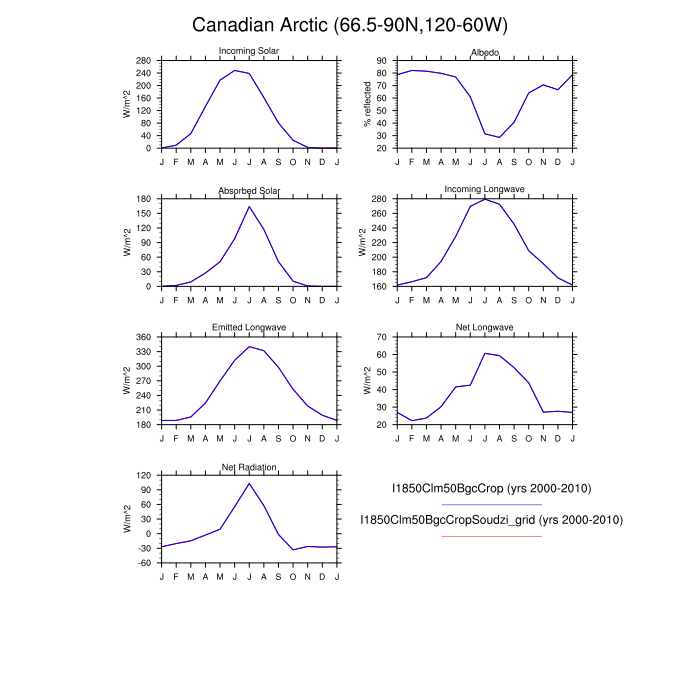 Canadian Arctic (66.5-90N,120-60W)
Incoming Solar
W/m^2
280
240
200
160
120
80
40
0
J F M A M J J A S O N D J
Albedo
% reflected
90
80
70
60
50
40
30
20
J F M A M J J A S O N D J
Absorbed Solar
W/m^2
180
150
120
90
60
30
0
J F M A M J J A S O N D J
Incoming Longwave
W/m^2
280
260
240
220
200
180
160
J F M A M J J A S O N D J
Emitted Longwave
W/m^2
360
330
300
270
240
210
180
J F M A M J J A S O N D J
Net Longwave
W/m^2
70
60
50
40
30
20
J F M A M J J A S O N D J
Net Radiation
W/m^2
120
90
60
30
0
-30
-60
J F M A M J J A S O N D J
I1850Clm50BgcCrop (yrs 2000-2010)
I1850Clm50BgcCropSoudzi_grid (yrs 2000-2010)